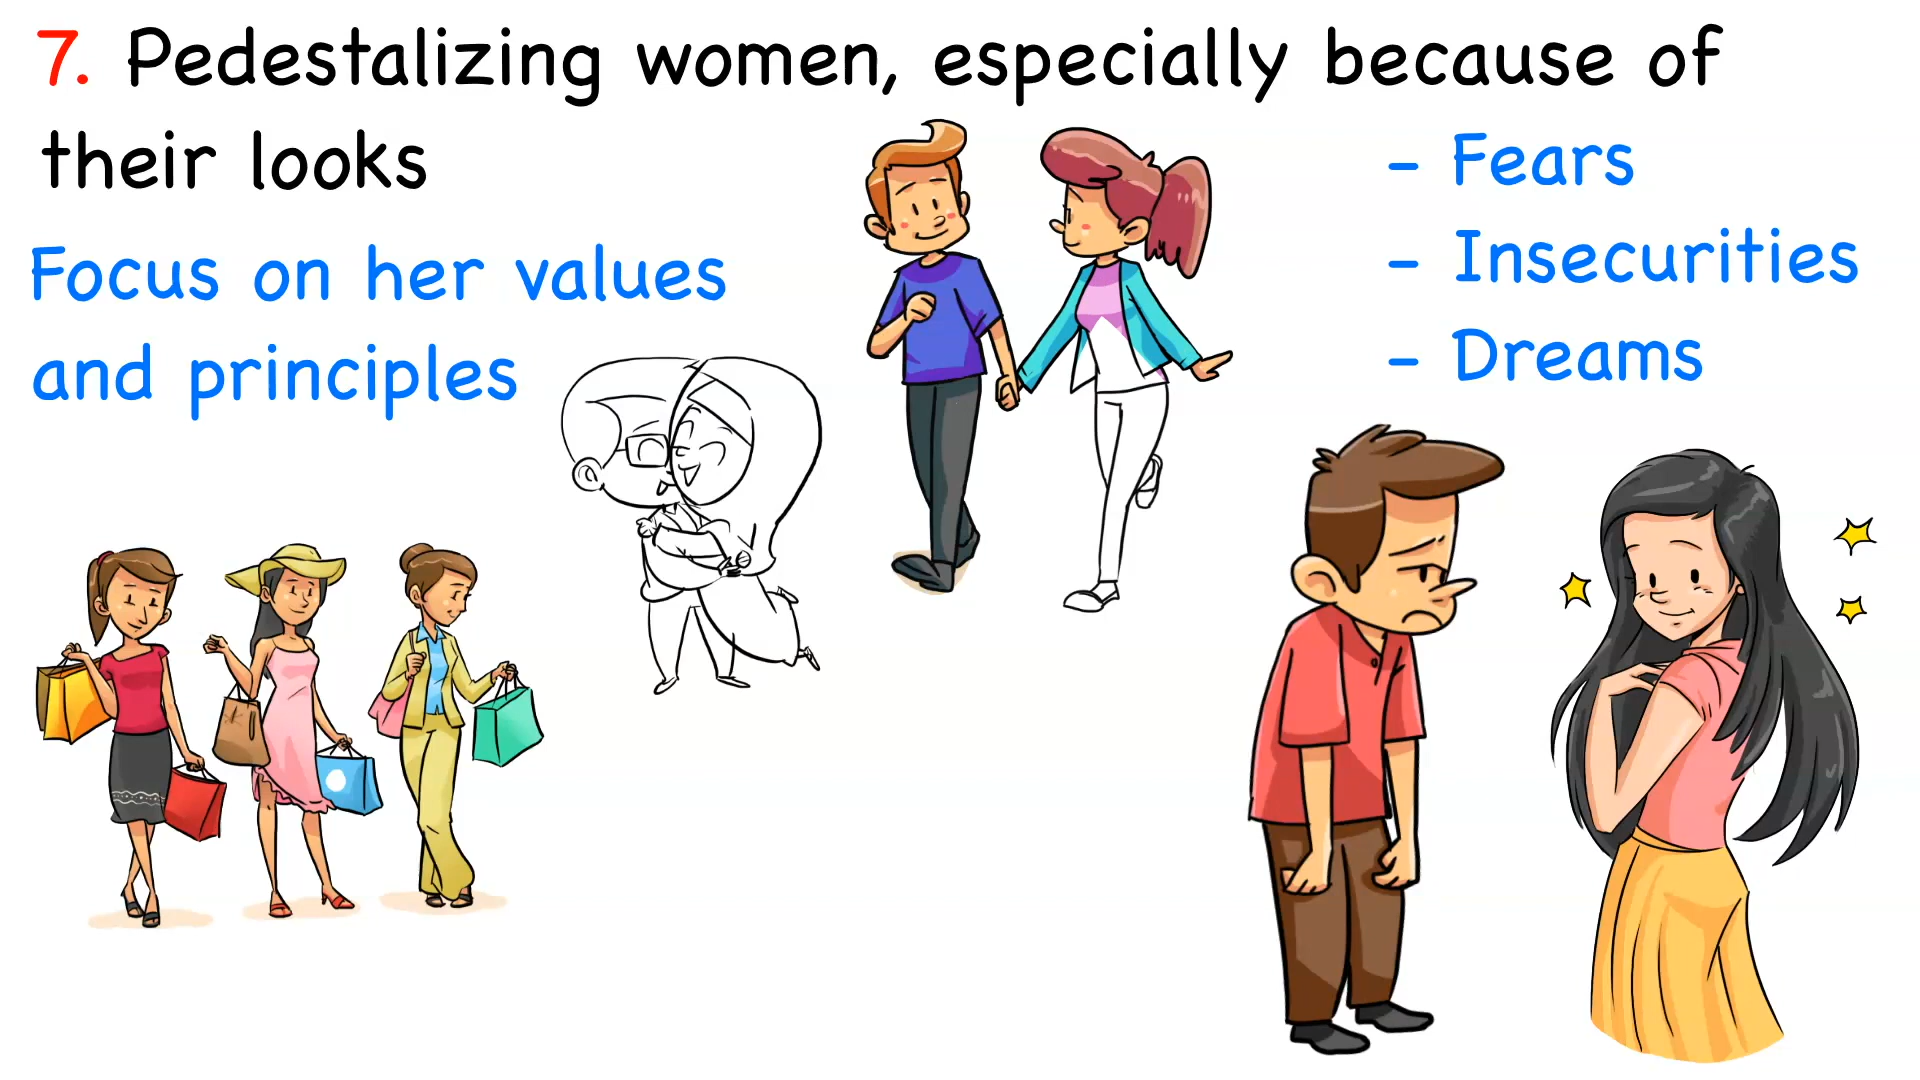 7. Pedestalizing women, especially because of
their looks
Focus on her values
and principles
- Fears
- Insecurities
- Dreams